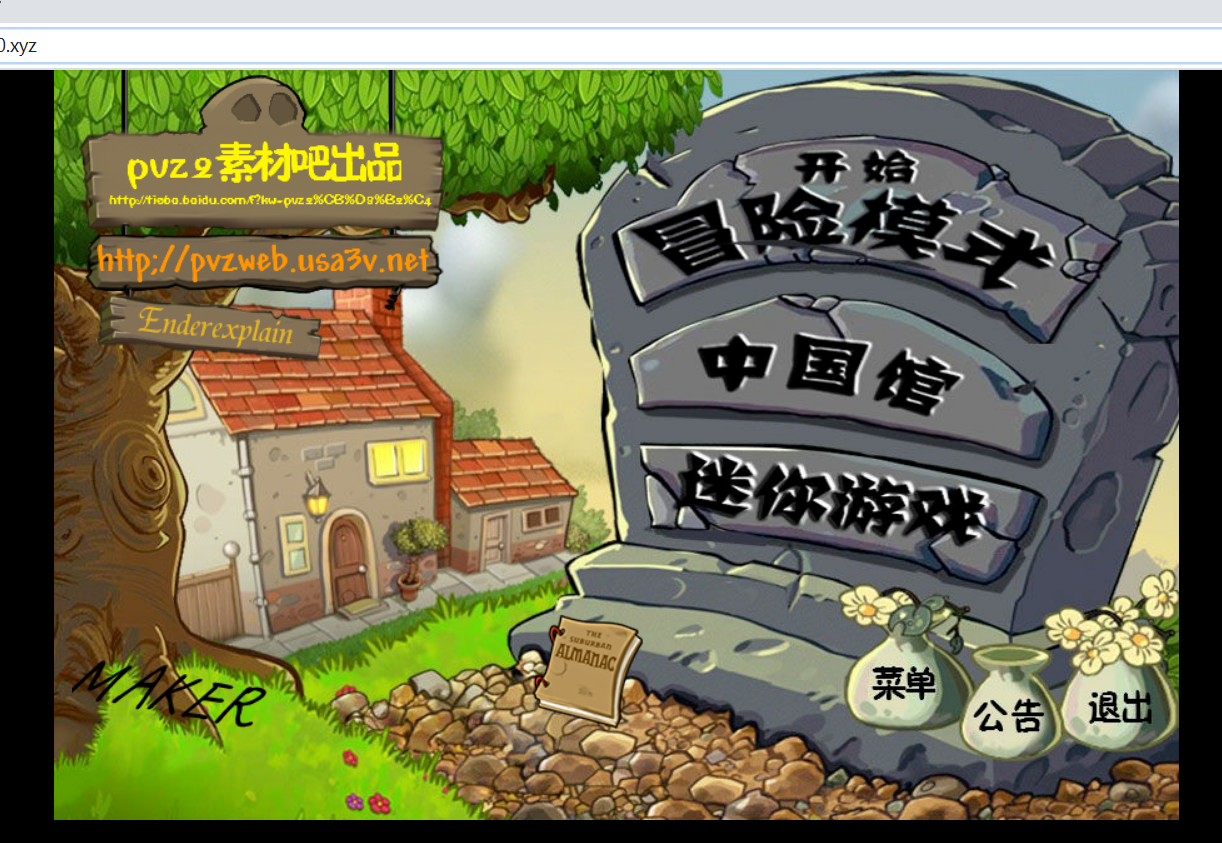 0.xyz
pvz2素材吧出品
http://tieba.baidu.com/f?kw=pvz2%CB%D8%B2%C4
http://pvzweb.usa3v.net
Enderexplain
开始
冒险模式
中国馆
迷你游戏
THE
SUBURBAN
ALMANAC
MAKER
菜单
公告
退出